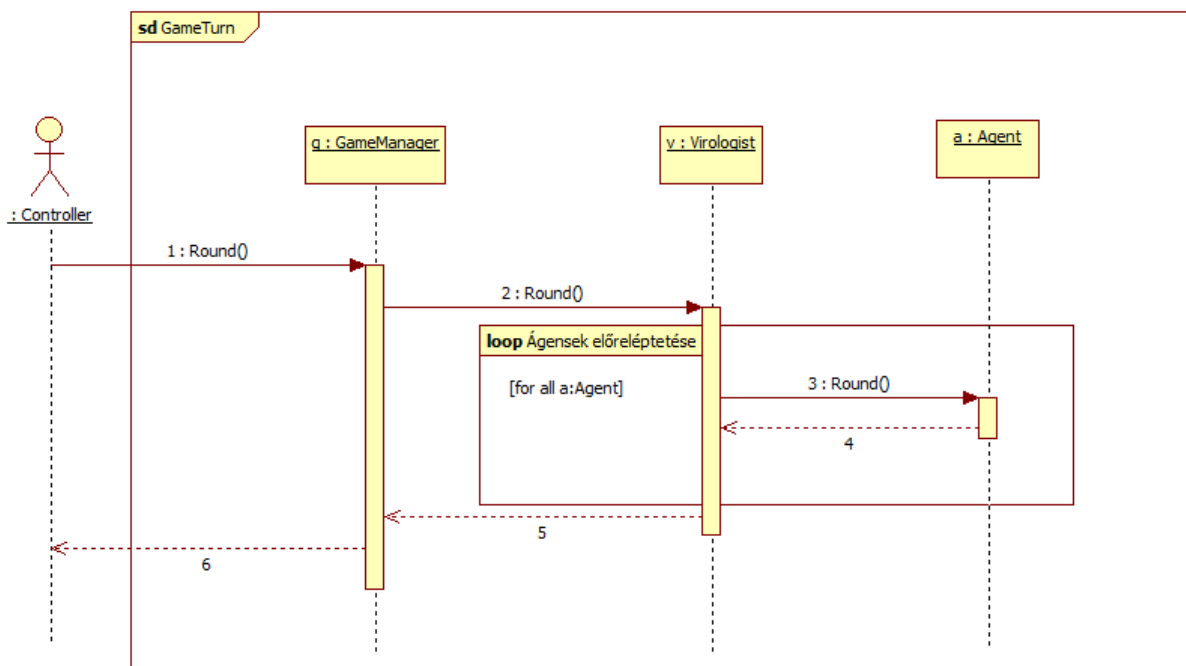 sd GameTurn
: Controller
g : GameManager
v : Virologist
a : Agent
1 : Round()
2 : Round()
loop Ágensek előreléptetése
[for all a:Agent]
3 : Round()
4
5
6